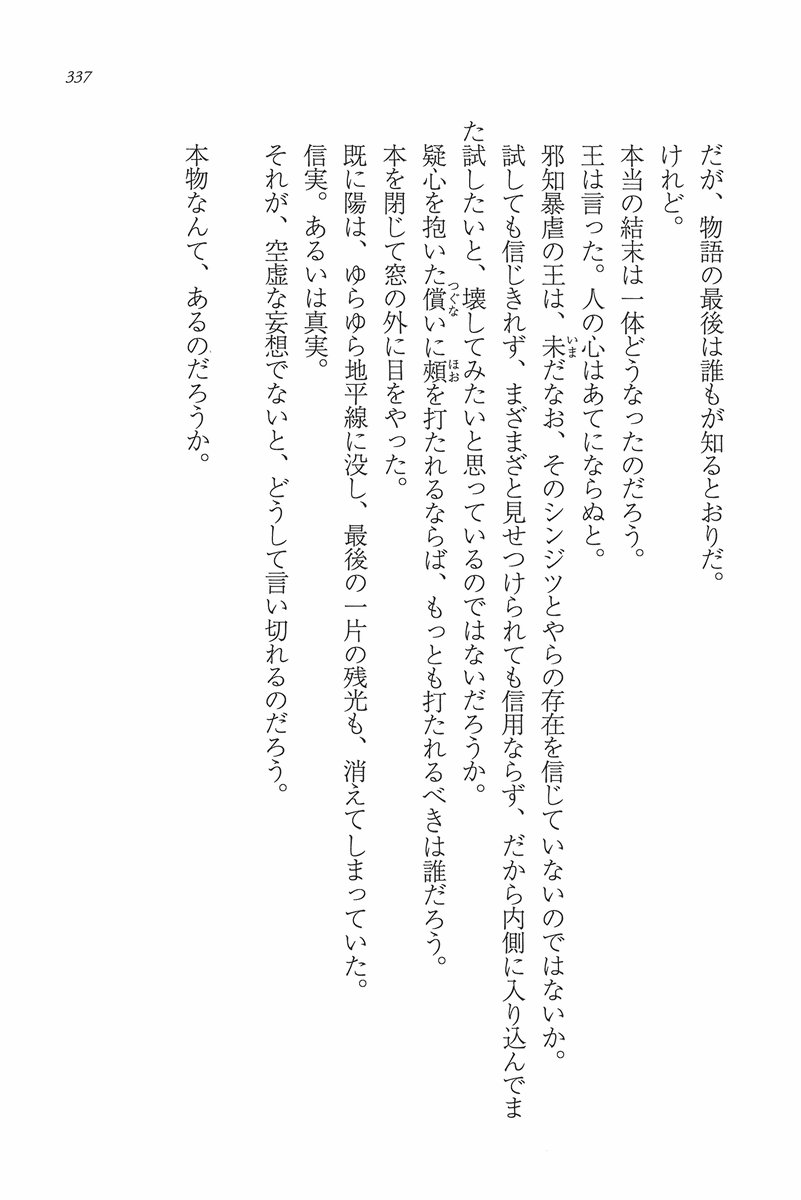 337
だが、物語の最後は誰もが知るとおりだ。
けれど。
本当の結末は一体どうなったのだろう。
王は言った。人の心はあてにならぬと。
邪知暴虐の王は、未だなお、そのシンジツとやらの存在を信じていないのではないか。
試しても信じきれず、まざまざと見せつけられても信用ならず、だから内側に入り込んでま
た試したいと、壊してみたいと思っているのではないだろうか。
疑心を抱いた償いに頰を打たれるならば、もっとも打たれるべきは誰だろう。
本を閉じて窓の外に目をやった。
既に陽は、ゆらゆら地平線に没し、最後の一片の残光も、消えてしまっていた。
信実。あるいは真実。
それが、空虚な妄想でないと、どうして言い切れるのだろう。
本物なんて、あるのだろうか。